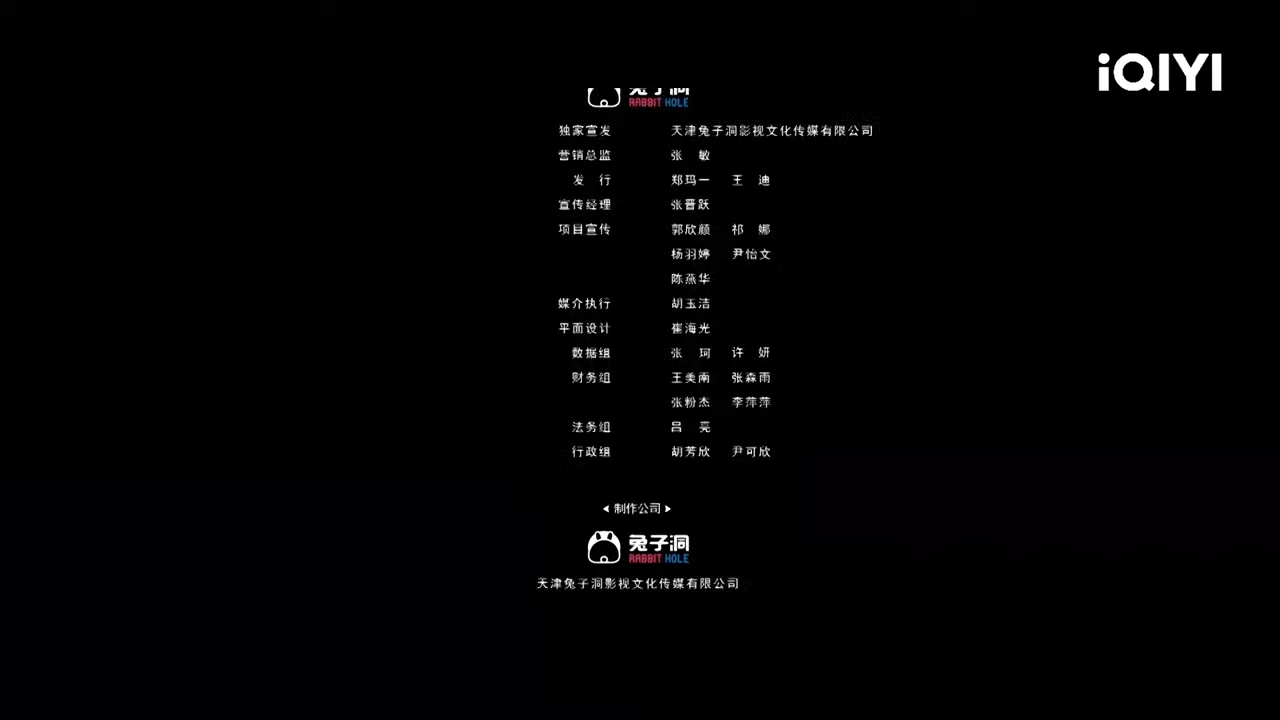 iQIYI
兔子洞
RABBIT HOLE
独家宣发 天津兔子洞影视文化传媒有限公司
营销总监 张 敏
发 行 郑玛一 王 迪
宣传经理 张晋跃
项目宣传 郭欣颜 祁 娜
杨羽婷 尹怡文
陈燕华
媒介执行 胡玉洁
平面设计 崔海光
数据组 张 珂 许 妍
财务组 王美南 张森雨
张粉杰 李萍萍
法务组 吕 亮
行政组 胡芳欣 尹可欣
制作公司
兔子洞
RABBIT HOLE
天津兔子洞影视文化传媒有限公司